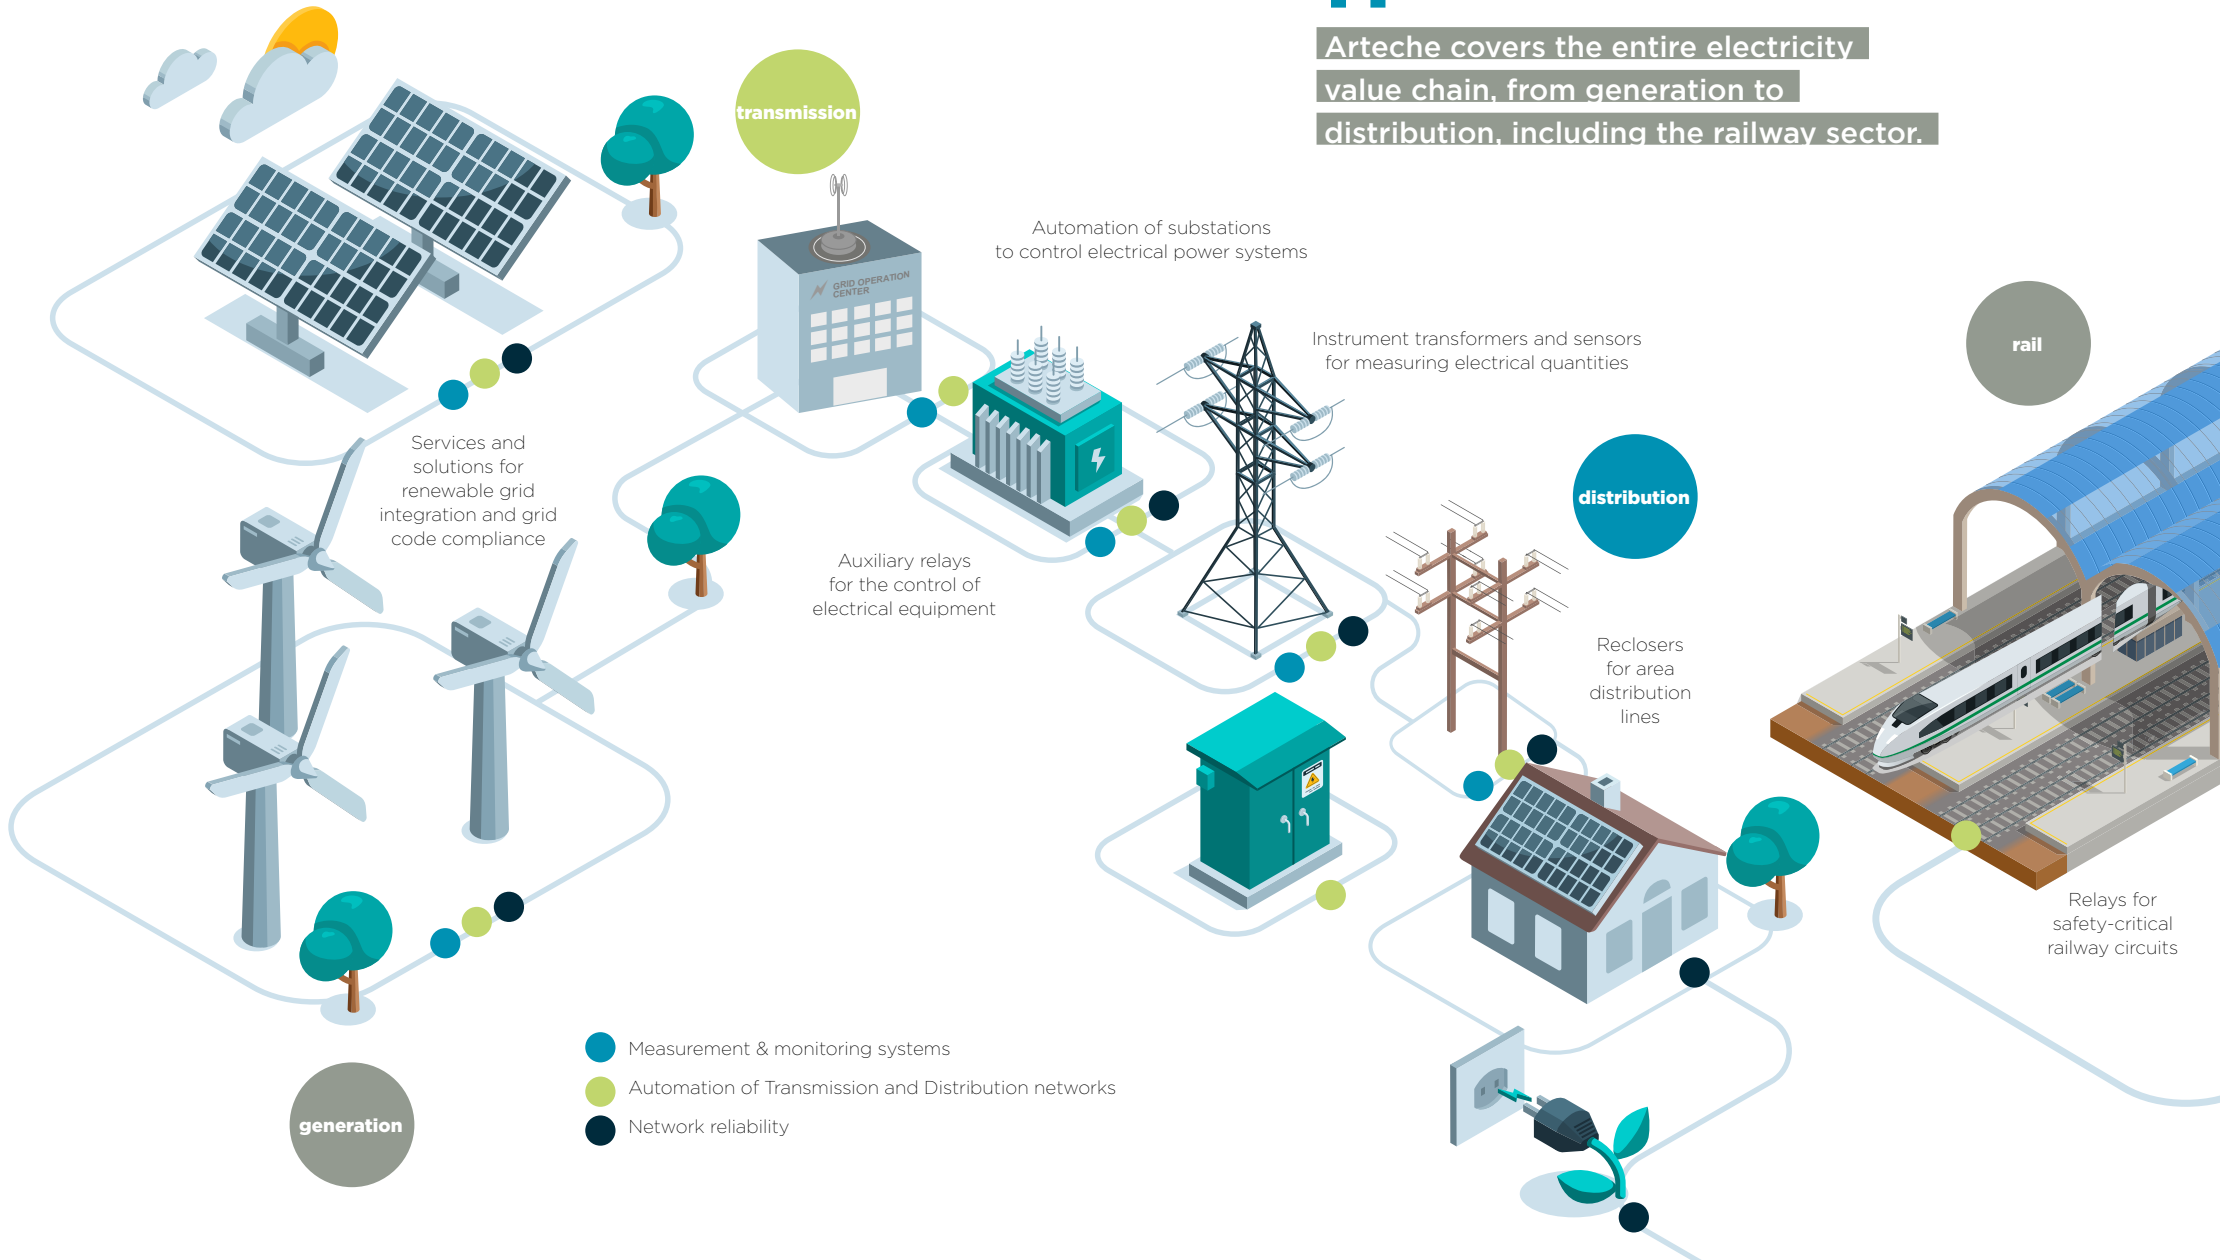 Arteche covers the entire electricity
value chain, from generation to
distribution, including the railway sector.
transmission
GRID OPERATION
CENTER
Automation of substations
to control electrical power systems
Instrument transformers and sensors
for measuring electrical quantities
rail
Services and
solutions for
renewable grid
integration and grid
code compliance
distribution
Auxiliary relays
for the control of
electrical equipment
Reclosers
for area
distribution
lines
Relays for
safety-critical
railway circuits
Measurement & monitoring systems
Automation of Transmission and Distribution networks
Network reliability
generation